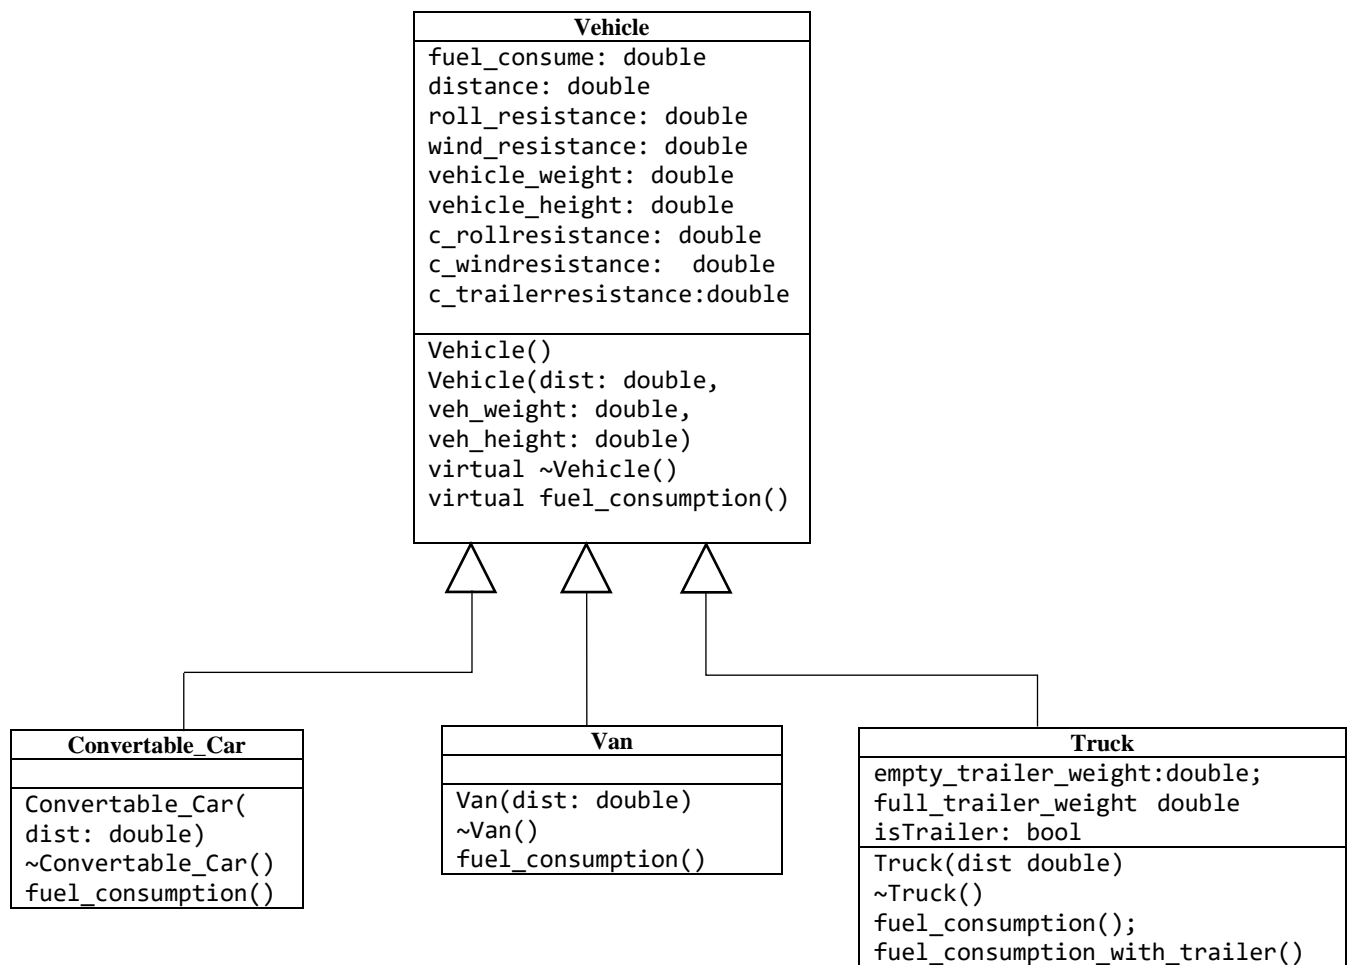 Vehicle
fuel_consume: double
distance: double
roll_resistance: double
wind_resistance: double
vehicle_weight: double
vehicle_height: double
c_rollresistance: double
c_windresistance:  double
c_trailerresistance:double
Vehicle()
Vehicle(dist: double,
veh_weight: double,
veh_height: double)
virtual ~Vehicle()
virtual fuel_consumption()
Convertable_Car
Convertable_Car(
dist: double)
~Convertable_Car()
fuel_consumption()
Van
Van(dist: double)
~Van()
fuel_consumption()
Truck
empty_trailer_weight:double;
full_trailer_weight double
isTrailer: bool
Truck(dist double)
~Truck()
fuel_consumption();
fuel_consumption_with_trailer()